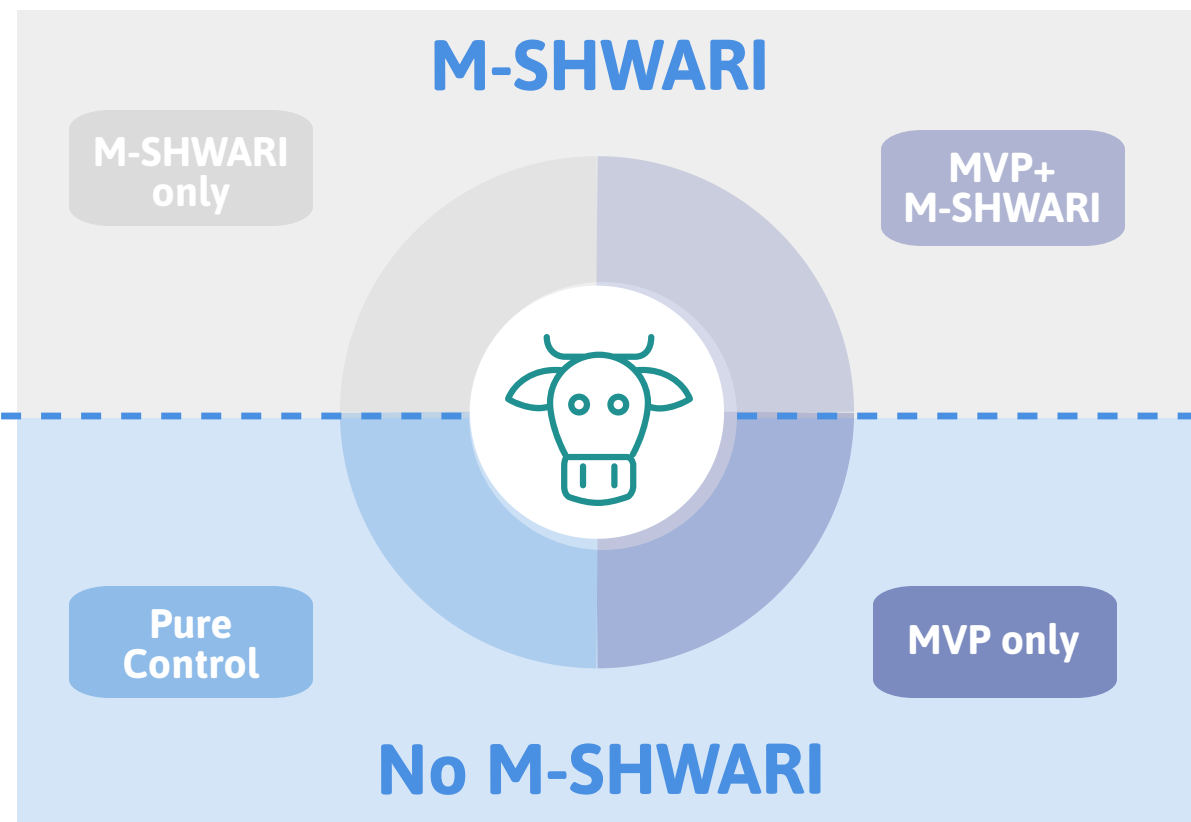 M-SHWARI
M-SHWARI
only
MVP+
M-SHWARI
Pure
Control
MVP only
No M-SHWARI